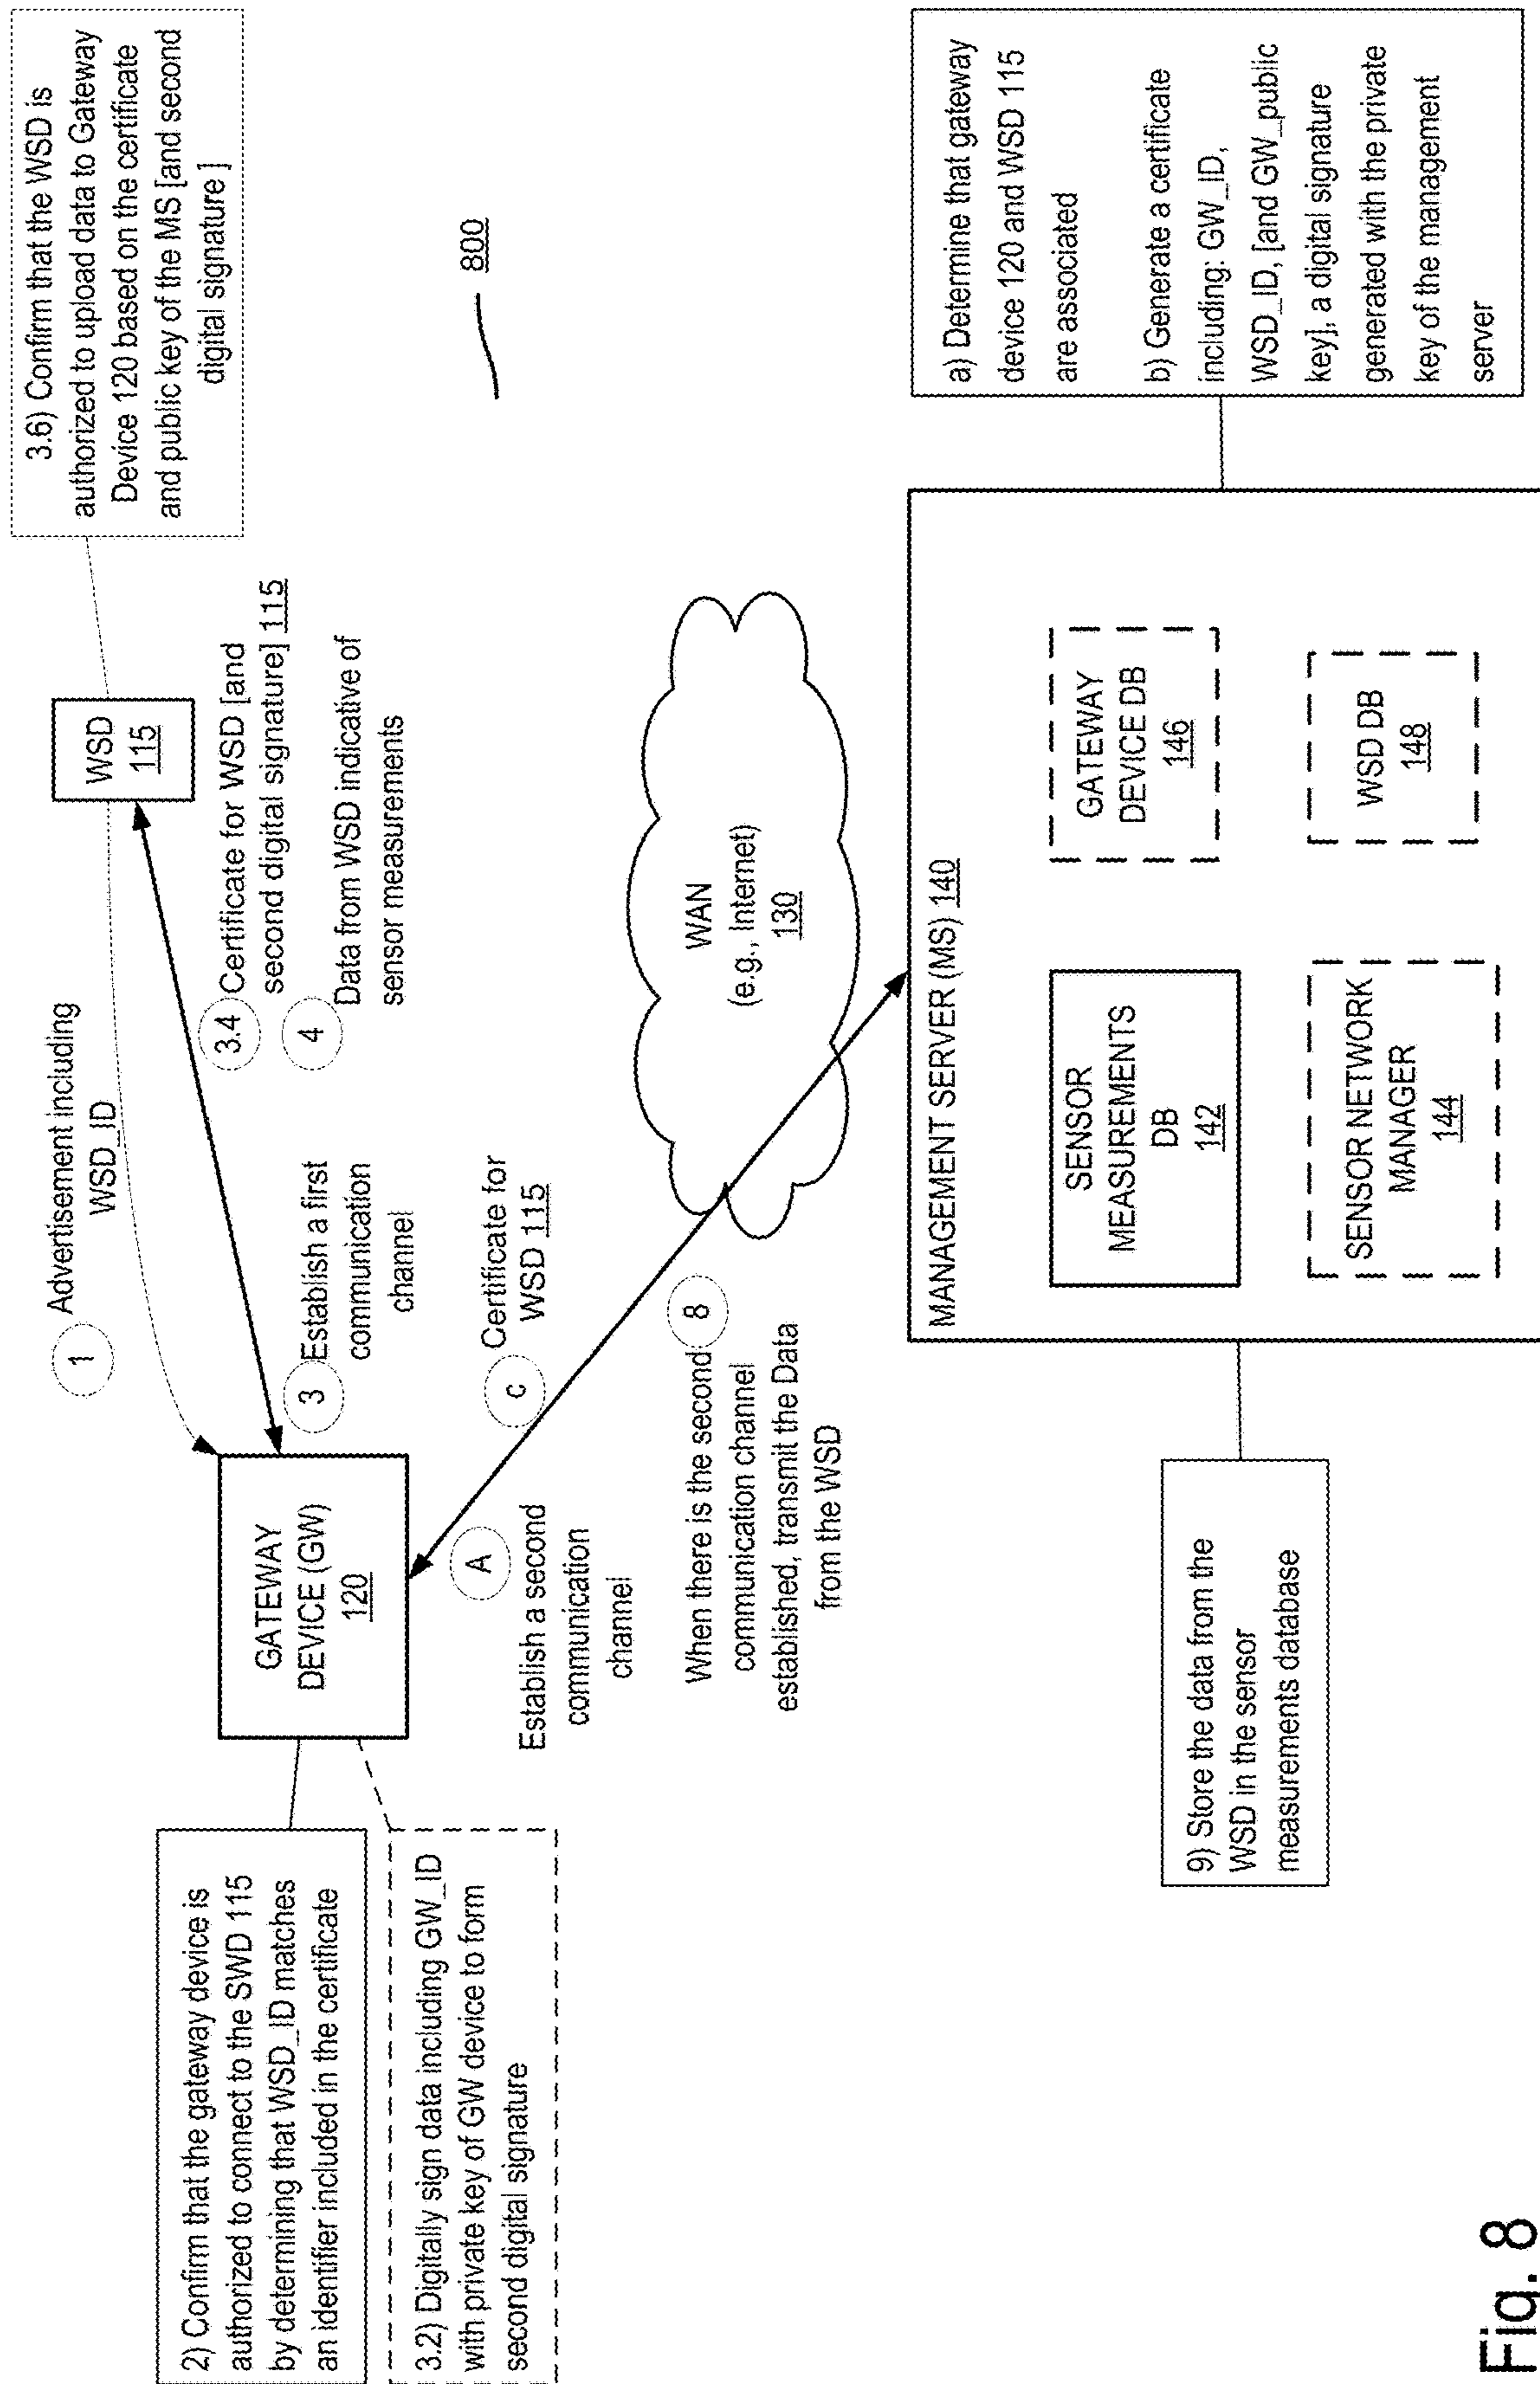 3.6) Confirm that the WSD is
authorized to upload data to Gateway
Device 120 based on the certificate
and public key of the MS [and second
digital signature ]
800
WSD
115
1
Advertisement including
WSD_ID
3.4
Certificate for WSD [and
second digital signature] 115
4
Data from WSD indicative of
sensor measurements
3
Establish a first
communication
channel
GATEWAY
DEVICE (GW)
120
2) Confirm that the gateway device is
authorized to connect to the SWD 115
by determining that WSD_ID matches
an identifier included in the certificate
3.2) Digitally sign data including GW_ID
with private key of GW device to form
second digital signature
A
Establish a second
communication
channel
c
Certificate for
WSD 115
8
When there is the second
communication channel
established, transmit the Data
from the WSD
WAN
(e.g., Internet)
130
MANAGEMENT SERVER (MS) 140
SENSOR
MEASUREMENTS
DB
142
GATEWAY
DEVICE DB
146
SENSOR NETWORK
MANAGER
144
WSD DB
148
a) Determine that gateway
device 120 and WSD 115
are associated
b) Generate a certificate
including: GW_ID,
WSD_ID, [and GW_public
key], a digital signature
generated with the private
key of the management
server
9) Store the data from the
WSD in the sensor
measurements database
Fig. 8